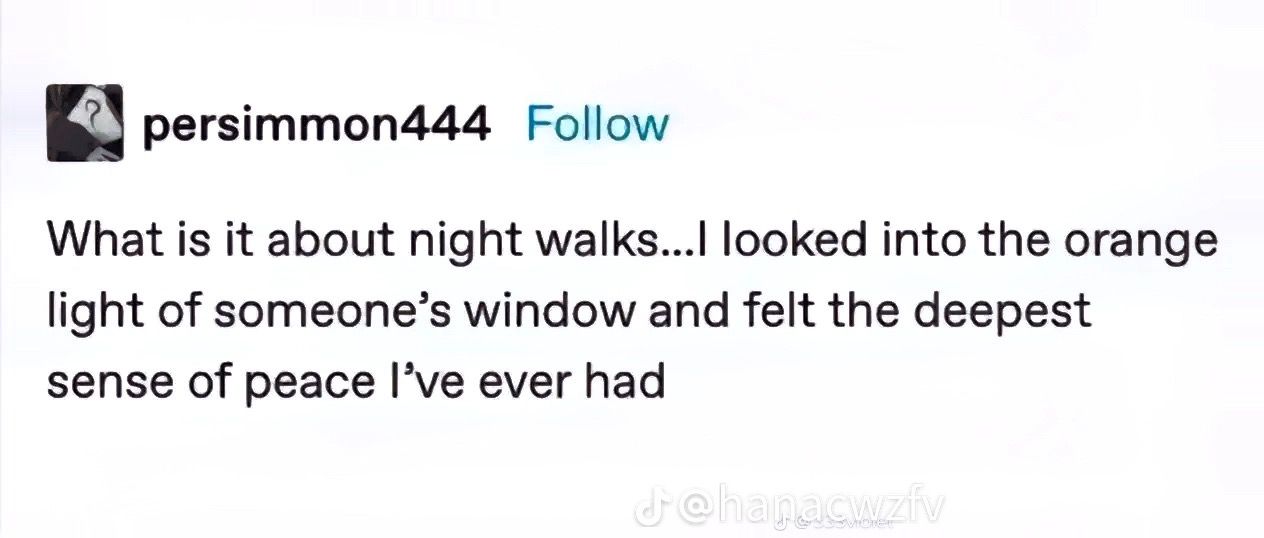 persimmon444 Follow
What is it about night walks...I looked into the orange
light of someone's window and felt the deepest
sense of peace I've ever had
@hanacwzfv